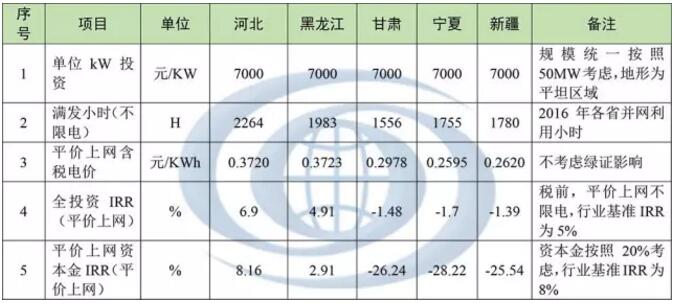 序号 项目 单位 河北 黑龙江 甘肃 宁夏 新疆 备注
1 单位 kW 投资 元/KW 7000 7000 7000 7000 7000 规模统一按照50MW考虑,地形为平坦区域
2 满发小时(不限电) H 2264 1983 1556 1755 1780 2016 年各省并网利用小时
3 平价上网含税电价 元/KWh 0.3720 0.3723 0.2978 0.2595 0.2620 不考虑绿证影响
4 全投资 IRR(平价上网) % 6.9 4.91 -1.48 -1.7 -1.39 税前,平价上网不限电,行业基准 IRR为 5%
5 平价上网资本金 IRR(平价上网) % 8.16 2.91 -26.24 -28.22 -25.54 资本金按照 20%考虑,行业基准 IRR 为8%